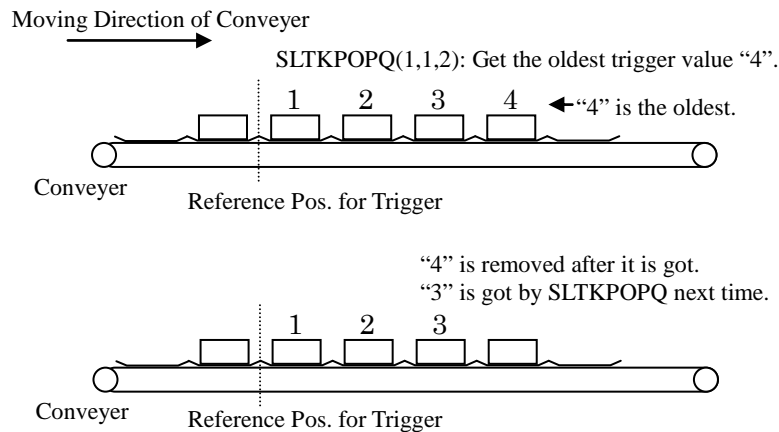 Moving Direction of Conveyer
SLTKPOPQ(1,1,2): Get the oldest trigger value “4”.
1 2 3 4 “4” is the oldest.
Conveyer
Reference Pos. for Trigger
“4” is removed after it is got.
“3” is got by SLTKPOPQ next time.
1 2 3
Conveyer
Reference Pos. for Trigger